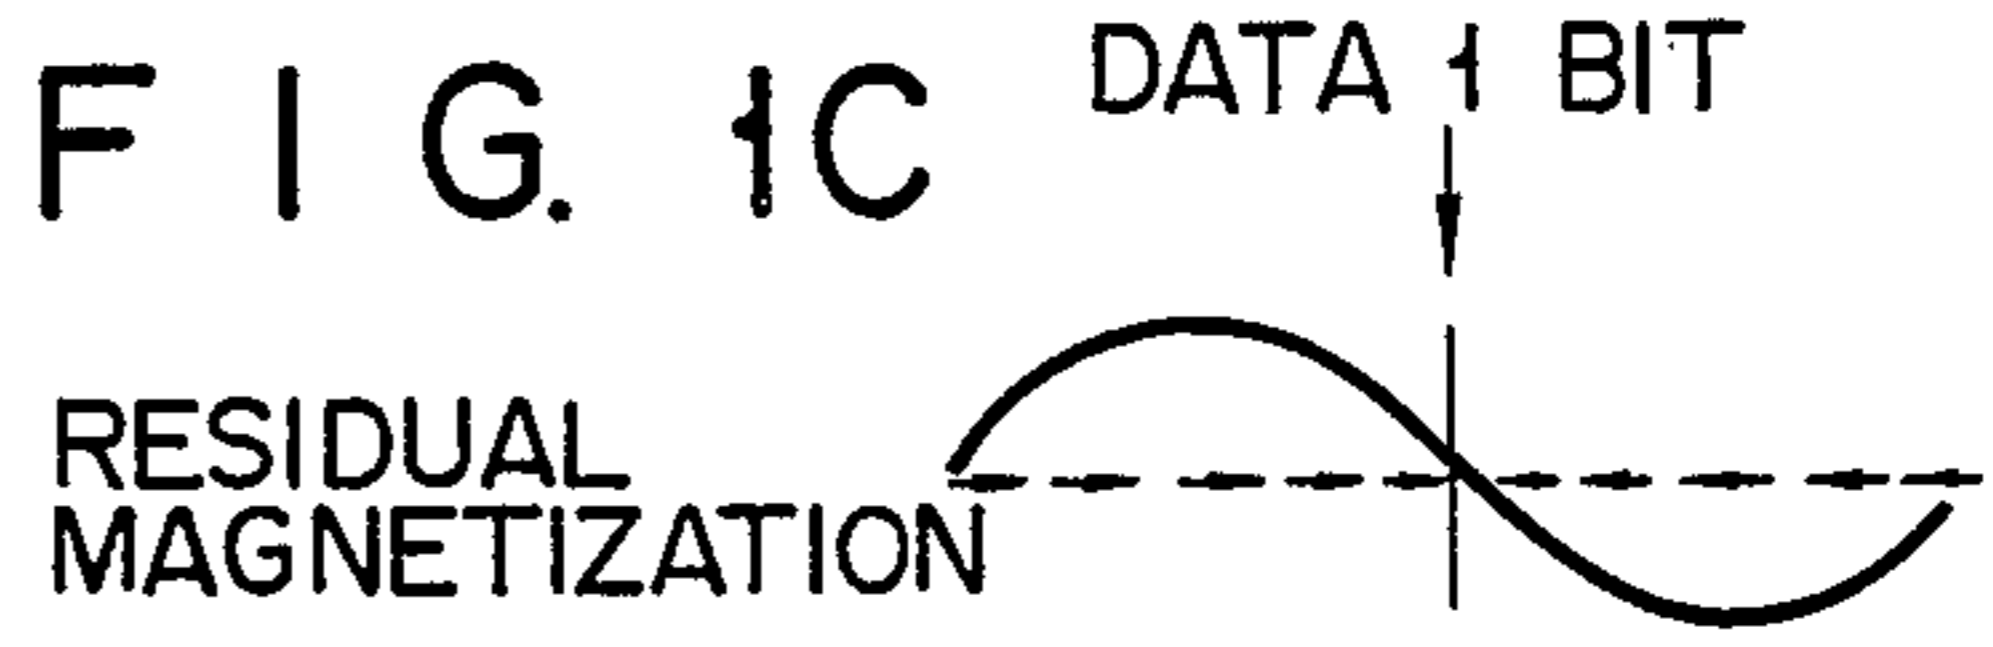 FIG. 1C
DATA 1 BIT
RESIDUAL
MAGNETIZATION